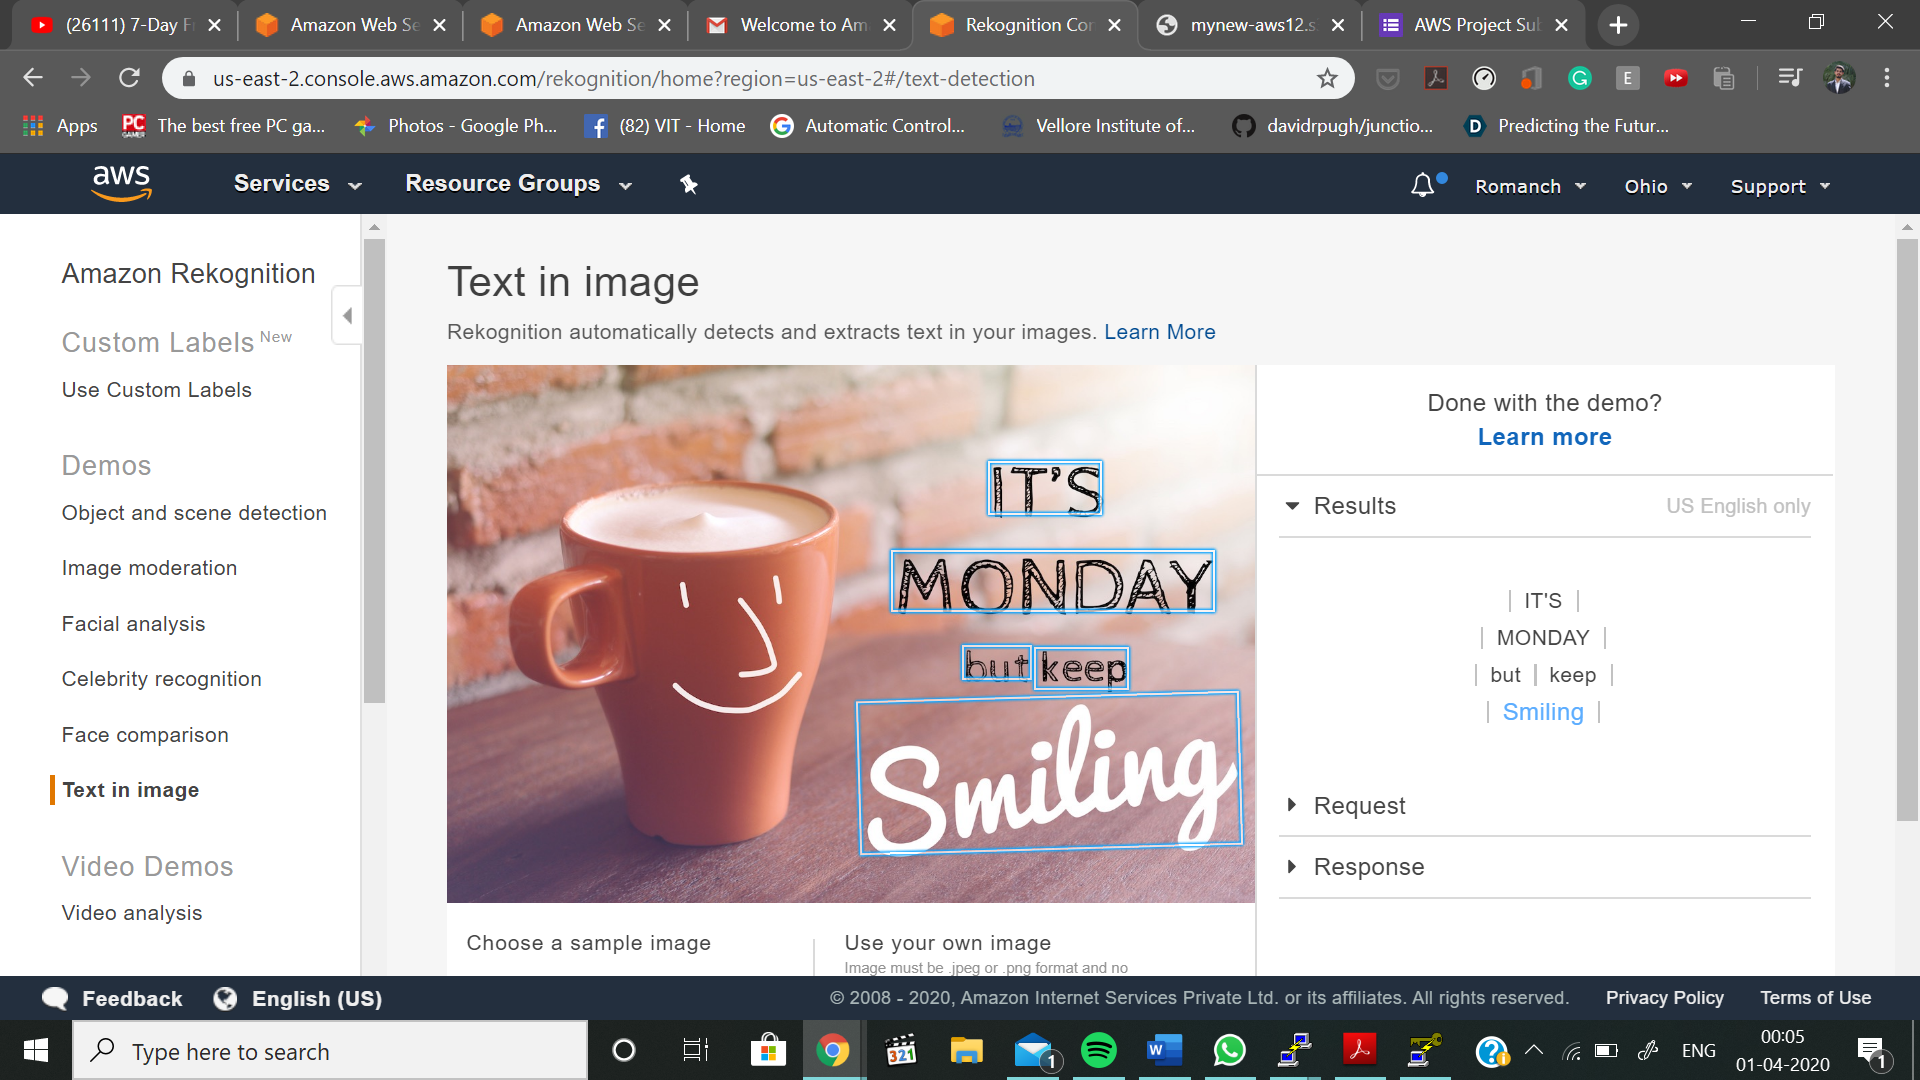 (26111) 7-Day F
Amazon Web Se
Amazon Web Se
Welcome to Am
Rekognition Con
mynew-aws12.s
AWS Project Sub
us-east-2.console.aws.amazon.com/rekognition/home?region=us-east-2#/text-detection
Apps
The best free PC ga...
Photos - Google Ph...
(82) VIT - Home
Automatic Control...
Vellore Institute of...
davidrpugh/junctio...
Predicting the Futur...
aws
Services
Resource Groups
Romanch
Ohio
Support
Amazon Rekognition
Custom Labels New
Use Custom Labels
Demos
Object and scene detection
Image moderation
Facial analysis
Celebrity recognition
Face comparison
Text in image
Video Demos
Video analysis
Text in image
Rekognition automatically detects and extracts text in your images. Learn More
IT'S
MONDAY
but keep
Smiling
Choose a sample image
Use your own image
Image must be .jpeg or .png format and no
Done with the demo?
Learn more
Results
US English only
| IT'S |
| MONDAY |
| but | keep |
| Smiling |
Request
Response
Feedback
English (US)
© 2008 - 2020, Amazon Internet Services Private Ltd. or its affiliates. All rights reserved.
Privacy Policy
Terms of Use
Type here to search
321
1
ENG
00:05
01-04-2020
1